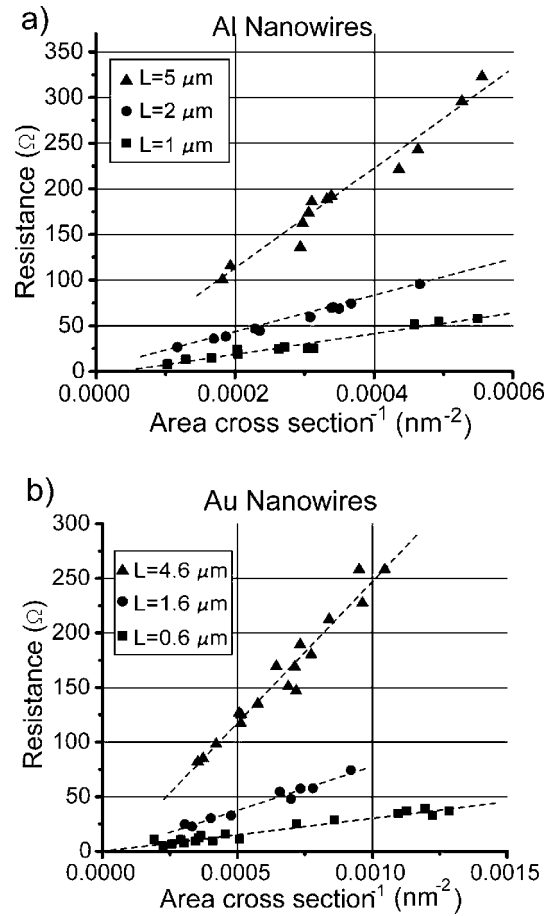 a)
Al Nanowires
350
300
250
200
150
100
50
0
Resistance (Ω)
▲ L=5 μm
● L=2 μm
■ L=1 μm
0.0000 0.0002 0.0004 0.0006
Area cross section⁻¹ (nm⁻²)
b)
Au Nanowires
300
250
200
150
100
50
0
Resistance (Ω)
▲ L=4.6 μm
● L=1.6 μm
■ L=0.6 μm
0.0000 0.0005 0.0010 0.0015
Area cross section⁻¹ (nm⁻²)